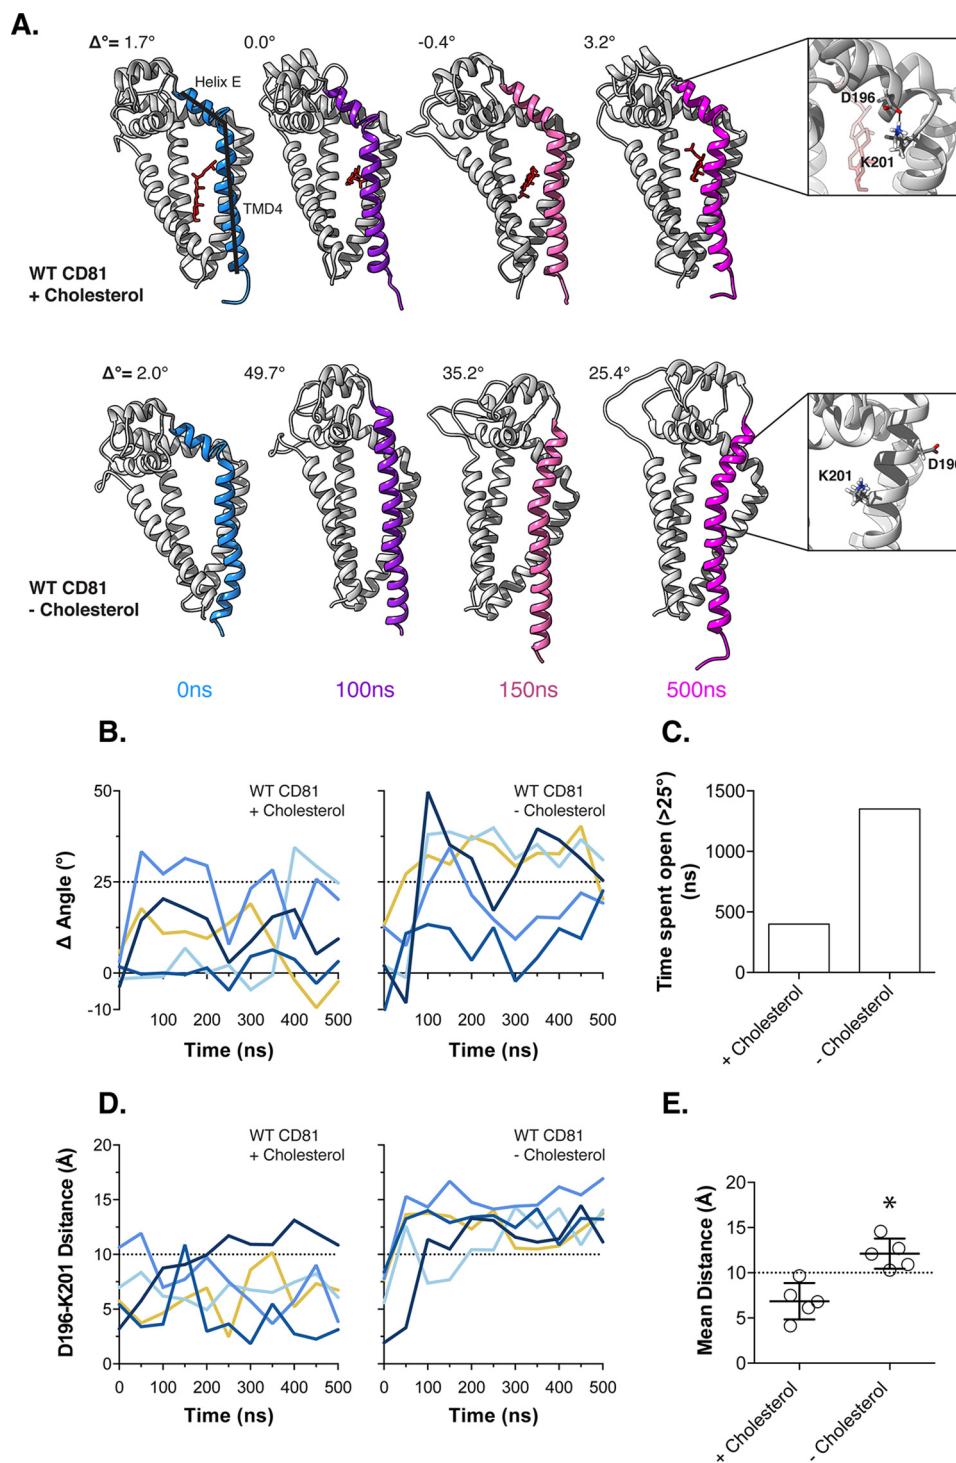 A.
Δ°= 1.7°
0.0°
-0.4°
3.2°
Helix E
TMD4
D196
K201
WT CD81
+ Cholesterol
Δ°= 2.0°
49.7°
35.2°
25.4°
K201
D196
WT CD81
- Cholesterol
0ns
100ns
150ns
500ns
B.
WT CD81
+ Cholesterol
WT CD81
- Cholesterol
Δ Angle (°)
50
25
0
-10
100 200 300 400 500
100 200 300 400 500
Time (ns)
Time (ns)
C.
Time spent open (>25°)
(ns)
1500
1000
500
0
+ Cholesterol
- Cholesterol
D.
WT CD81
+ Cholesterol
WT CD81
- Cholesterol
D196-K201 Dsitance (Å)
20
15
10
5
0
0 100 200 300 400 500
0 100 200 300 400 500
Time (ns)
Time (ns)
E.
Mean Distance (Å)
20
15
10
5
0
*
+ Cholesterol
- Cholesterol